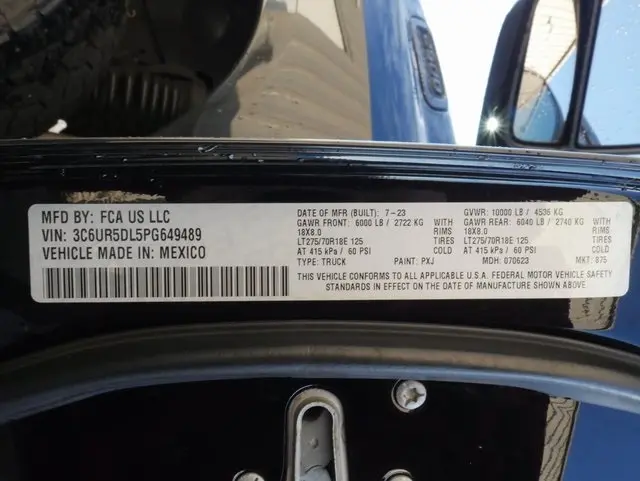 MFD BY: FCA US LLC
VIN: 3C6UR5DL5PG649489
VEHICLE MADE IN: MEXICO
DATE OF MFR (BUILT): 7-23 GVWR: 10000 LB / 4536 KG
GAWR FRONT: 6000 LB / 2722 KG GAWR REAR: 6040 LB / 2740 KG
18X8.0 RIMS 18X8.0 RIMS
LT275/70R18E 125 TIRES LT275/70R18E 125 TIRES
AT 415 kPa / 60 PSI COLD AT 415 kPa / 60 PSI COLD
TYPE: TRUCK PAINT: PXJ MDH: 070623 MKT: 875
THIS VEHICLE CONFORMS TO ALL APPLICABLE U.S.A. FEDERAL MOTOR VEHICLE SAFETY
STANDARDS IN EFFECT ON THE DATE OF MANUFACTURE SHOWN ABOVE.